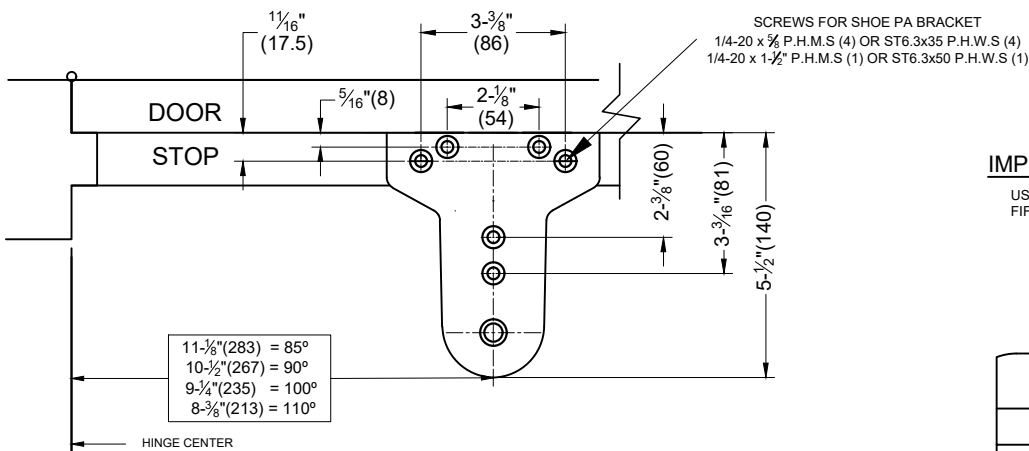 11/16"
(17.5)
3-3/8"
(86)
SCREWS FOR SHOE PA BRACKET
1/4-20 x 5/8 P.H.M.S (4) OR ST6.3x35 P.H.W.S (4)
1/4-20 x 1-1/2" P.H.M.S (1) OR ST6.3x50 P.H.W.S (1)
5/16"(8)
2-1/8"
(54)
DOOR
STOP
2-3/8"(60)
3-3/16"(81)
5-1/2"(140)
IMP
US
FIF
11-1/8"(283) = 85º
10-1/2"(267) = 90º
9-1/4"(235) = 100º
8-3/8"(213) = 110º
HINGE CENTER